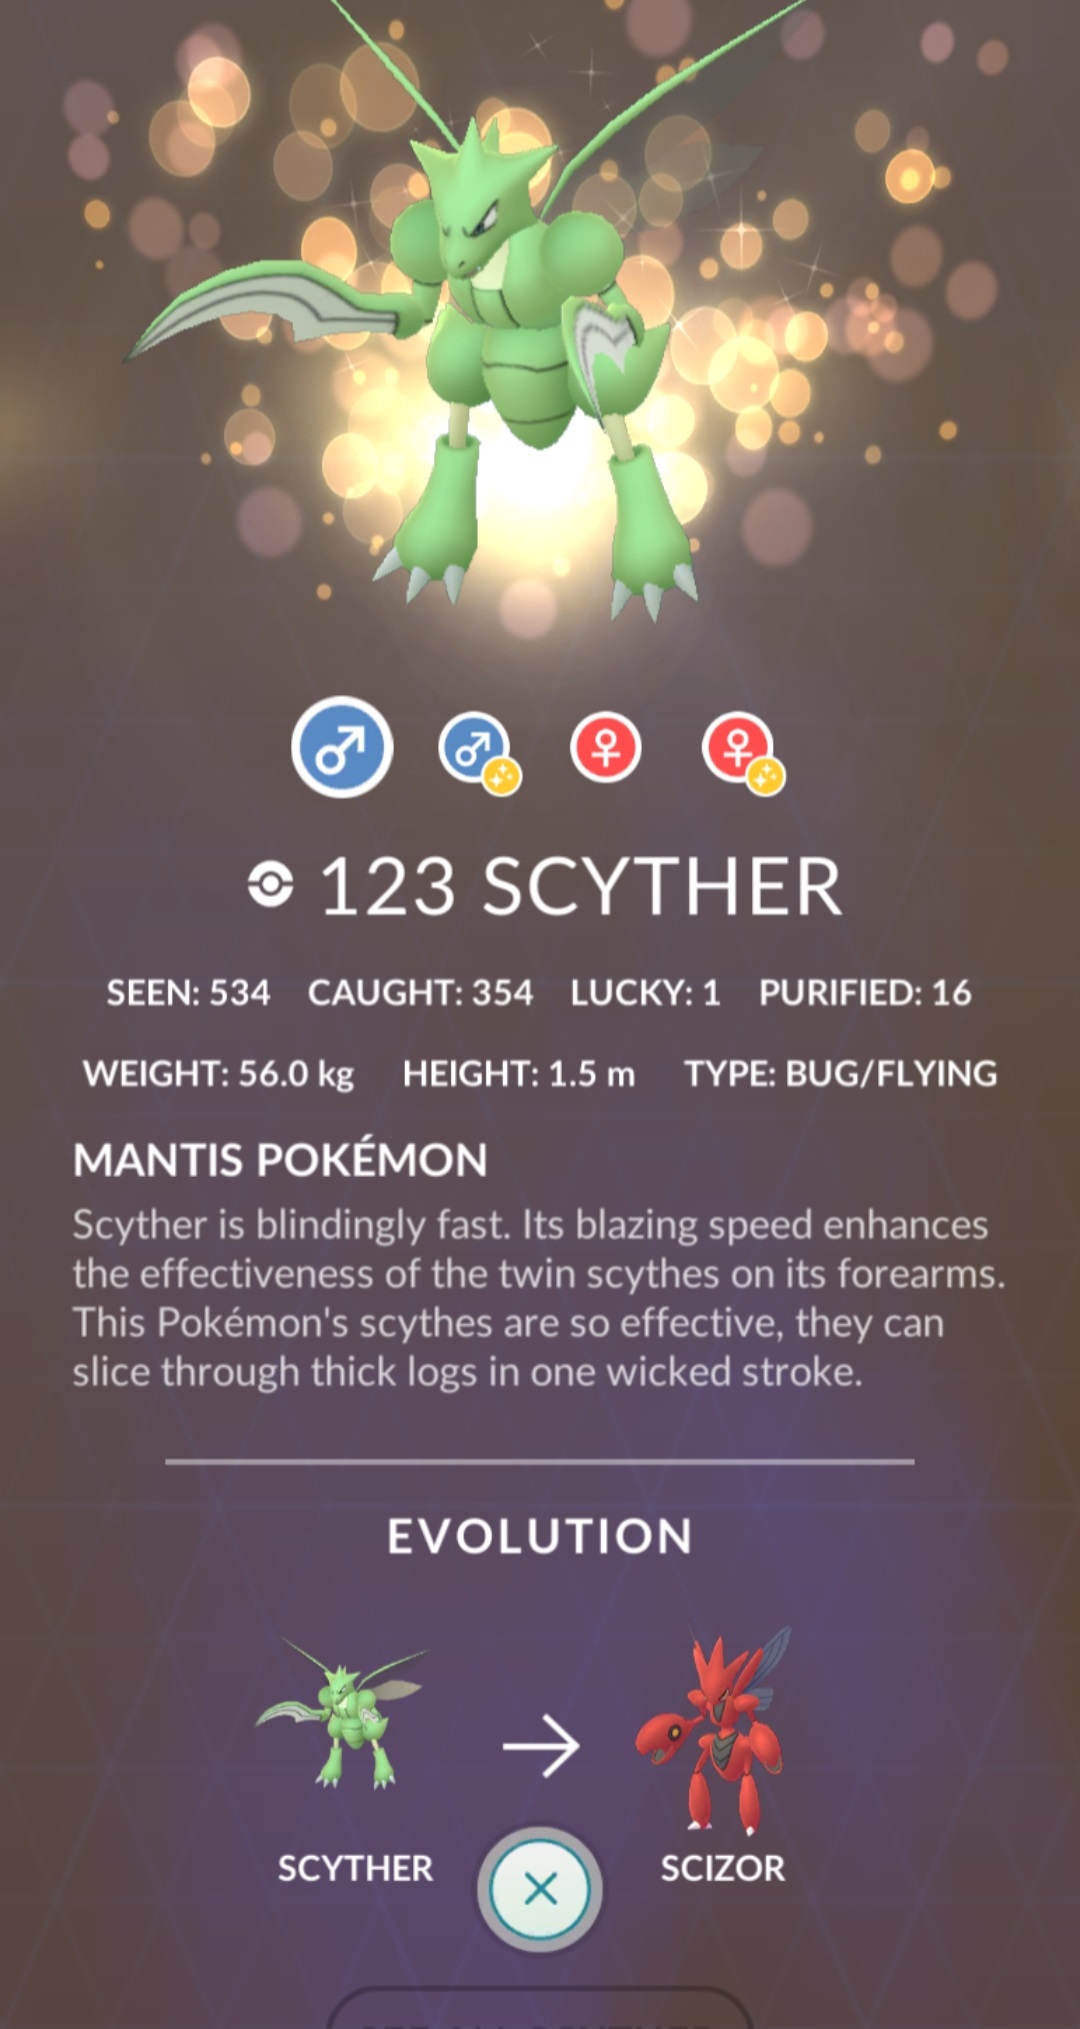 123 SCYTHER
SEEN: 534 CAUGHT: 354 LUCKY: 1 PURIFIED: 16
WEIGHT: 56.0 kg HEIGHT: 1.5 m TYPE: BUG/FLYING
MANTIS POKÉMON
Scyther is blindingly fast. Its blazing speed enhances
the effectiveness of the twin scythes on its forearms.
This Pokémon's scythes are so effective, they can
slice through thick logs in one wicked stroke.
EVOLUTION
SCYTHER SCIZOR